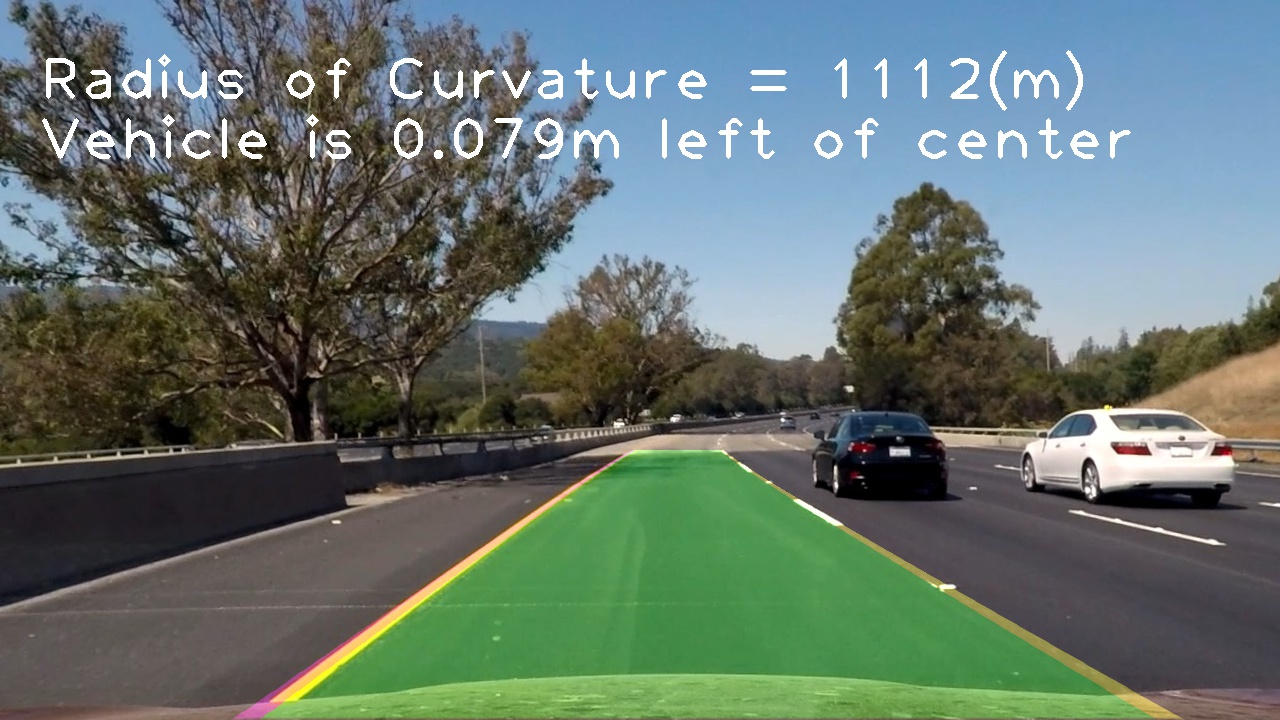 Radius of Curvature = 1112(m)
Vehicle is 0.079m left of center